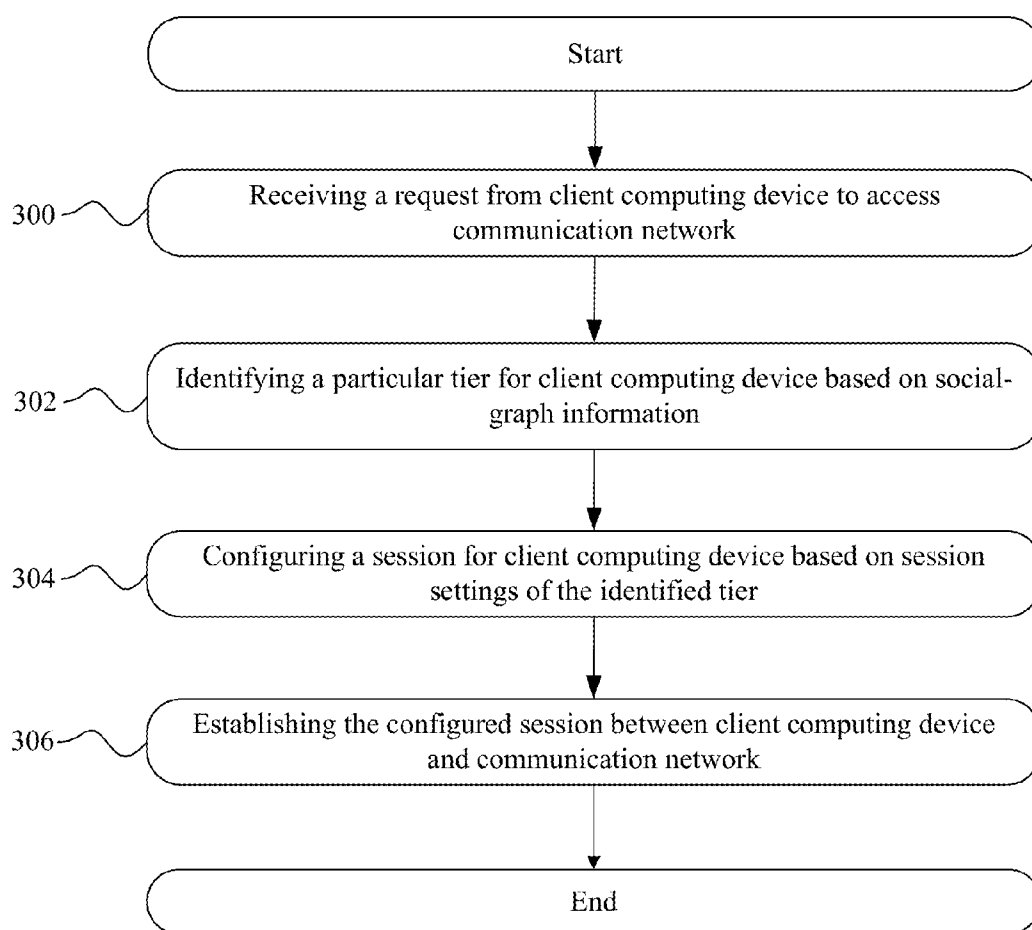 Start
300
Receiving a request from client computing device to access
communication network
302
Identifying a particular tier for client computing device based on social-
graph information
304
Configuring a session for client computing device based on session
settings of the identified tier
306
Establishing the configured session between client computing device
and communication network
End